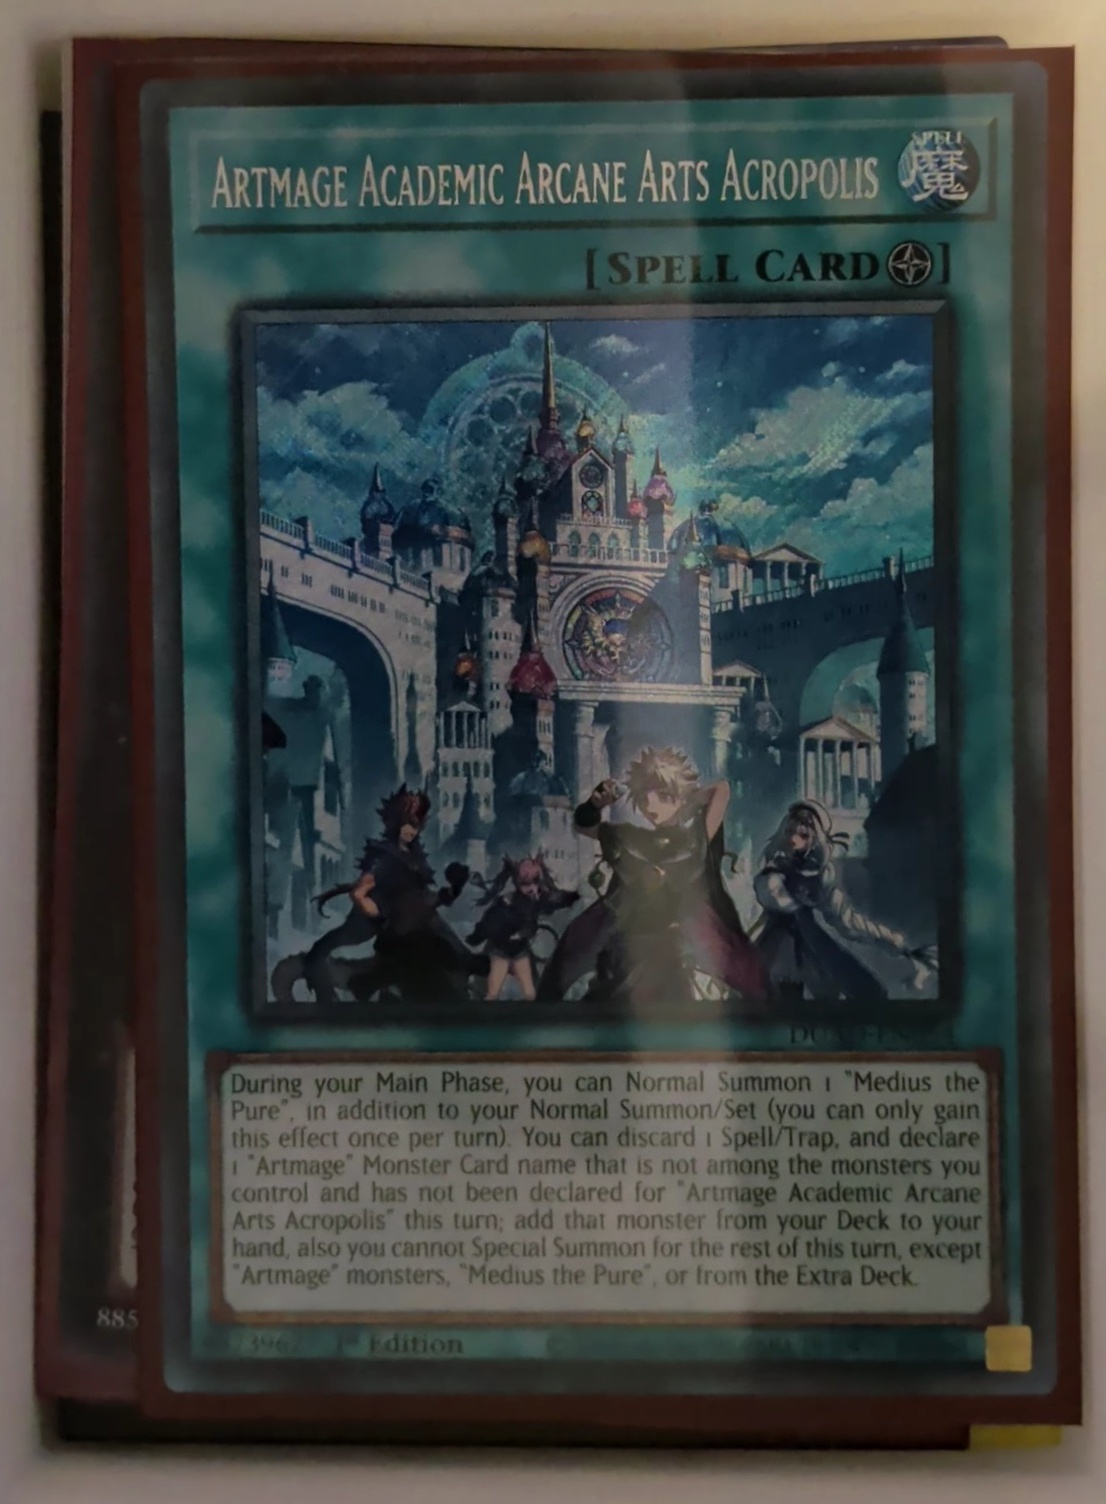 ARTMAGE ACADEMIC ARCANE ARTS ACROPOLIS
SPELL
魔
[SPELL CARD]
During your Main Phase, you can Normal Summon 1 "Medius the
Pure", in addition to your Normal Summon/Set (you can only gain
this effect once per turn). You can discard 1 Spell/Trap, and declare
1 "Artmage" Monster Card name that is not among the monsters you
control and has not been declared for "Artmage Academic Arcane
Arts Acropolis" this turn; add that monster from your Deck to your
hand, also you cannot Special Summon for the rest of this turn, except
"Artmage" monsters, "Medius the Pure", or from the Extra Deck.
885
1st Edition